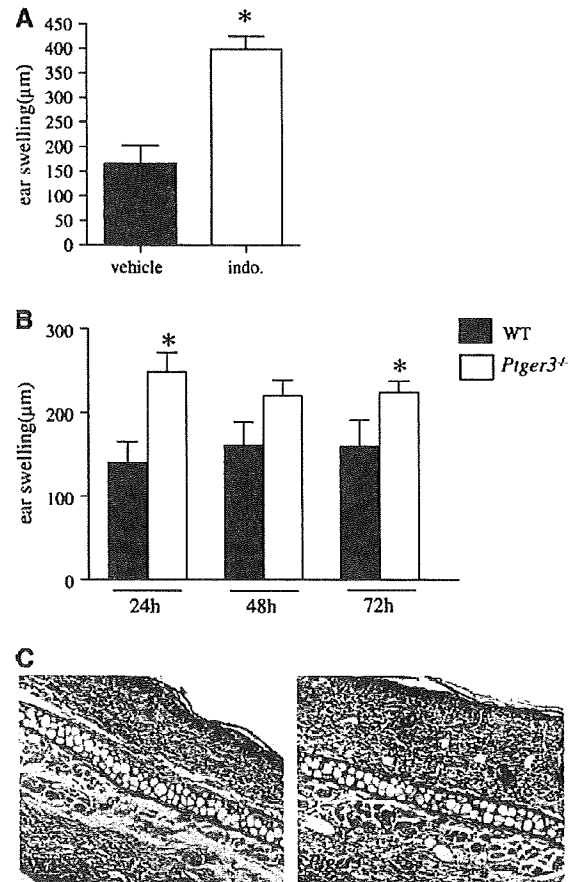 A
ear swelling(μm)
450
400
350
300
250
200
150
100
50
0
*
vehicle
indo.
B
ear swelling(μm)
300
200
100
0
*
*
24h
48h
72h
WT
Ptger3-/-
C